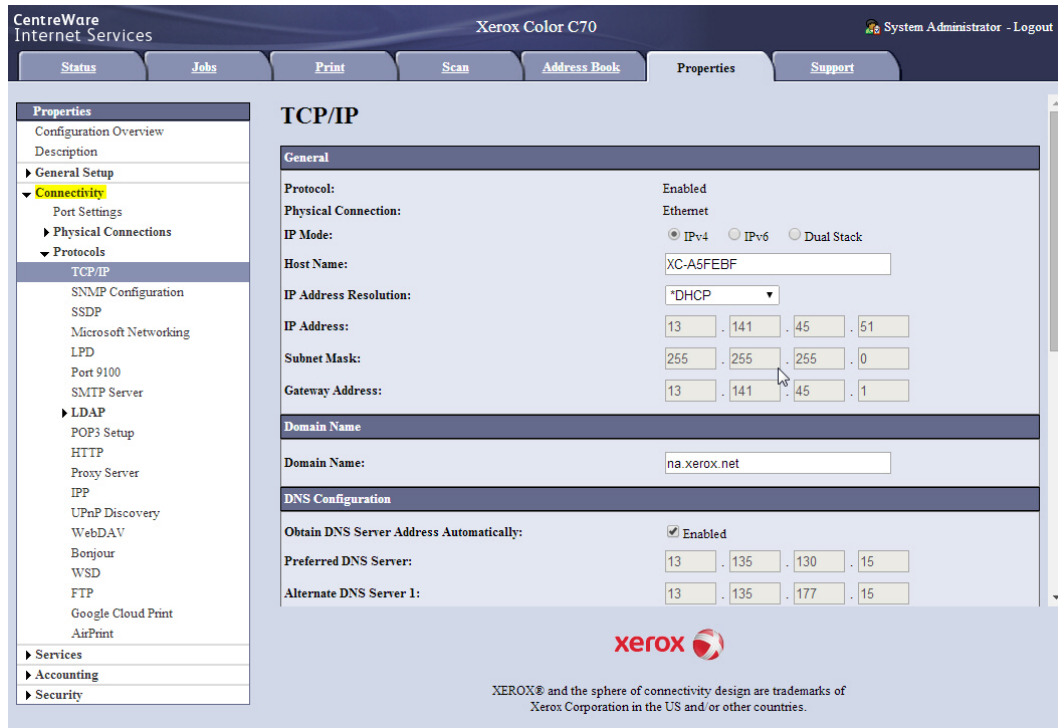 CentreWare
Internet Services
Xerox Color C70
System Administrator - Logout
Status
Jobs
Print
Scan
Address Book
Properties
Support
Properties
Configuration Overview
Description
General Setup
Connectivity
Port Settings
Physical Connections
Protocols
TCP/IP
SNMP Configuration
SSDP
Microsoft Networking
LPD
Port 9100
SMTP Server
LDAP
POP3 Setup
HTTP
Proxy Server
IPP
UPnP Discovery
WebDAV
Bonjour
WSD
FTP
Google Cloud Print
AirPrint
Services
Accounting
Security
TCP/IP
General
Protocol: Enabled
Physical Connection: Ethernet
IP Mode: IPv4 IPv6 Dual Stack
Host Name: XC-A5FEBF
IP Address Resolution: *DHCP
IP Address: 13 . 141 . 45 . 51
Subnet Mask: 255 . 255 . 255 . 0
Gateway Address: 13 . 141 . 45 . 1
Domain Name
Domain Name: na.xerox.net
DNS Configuration
Obtain DNS Server Address Automatically: Enabled
Preferred DNS Server: 13 . 135 . 130 . 15
Alternate DNS Server 1: 13 . 135 . 177 . 15
xerox
XEROX® and the sphere of connectivity design are trademarks of
Xerox Corporation in the US and/or other countries.